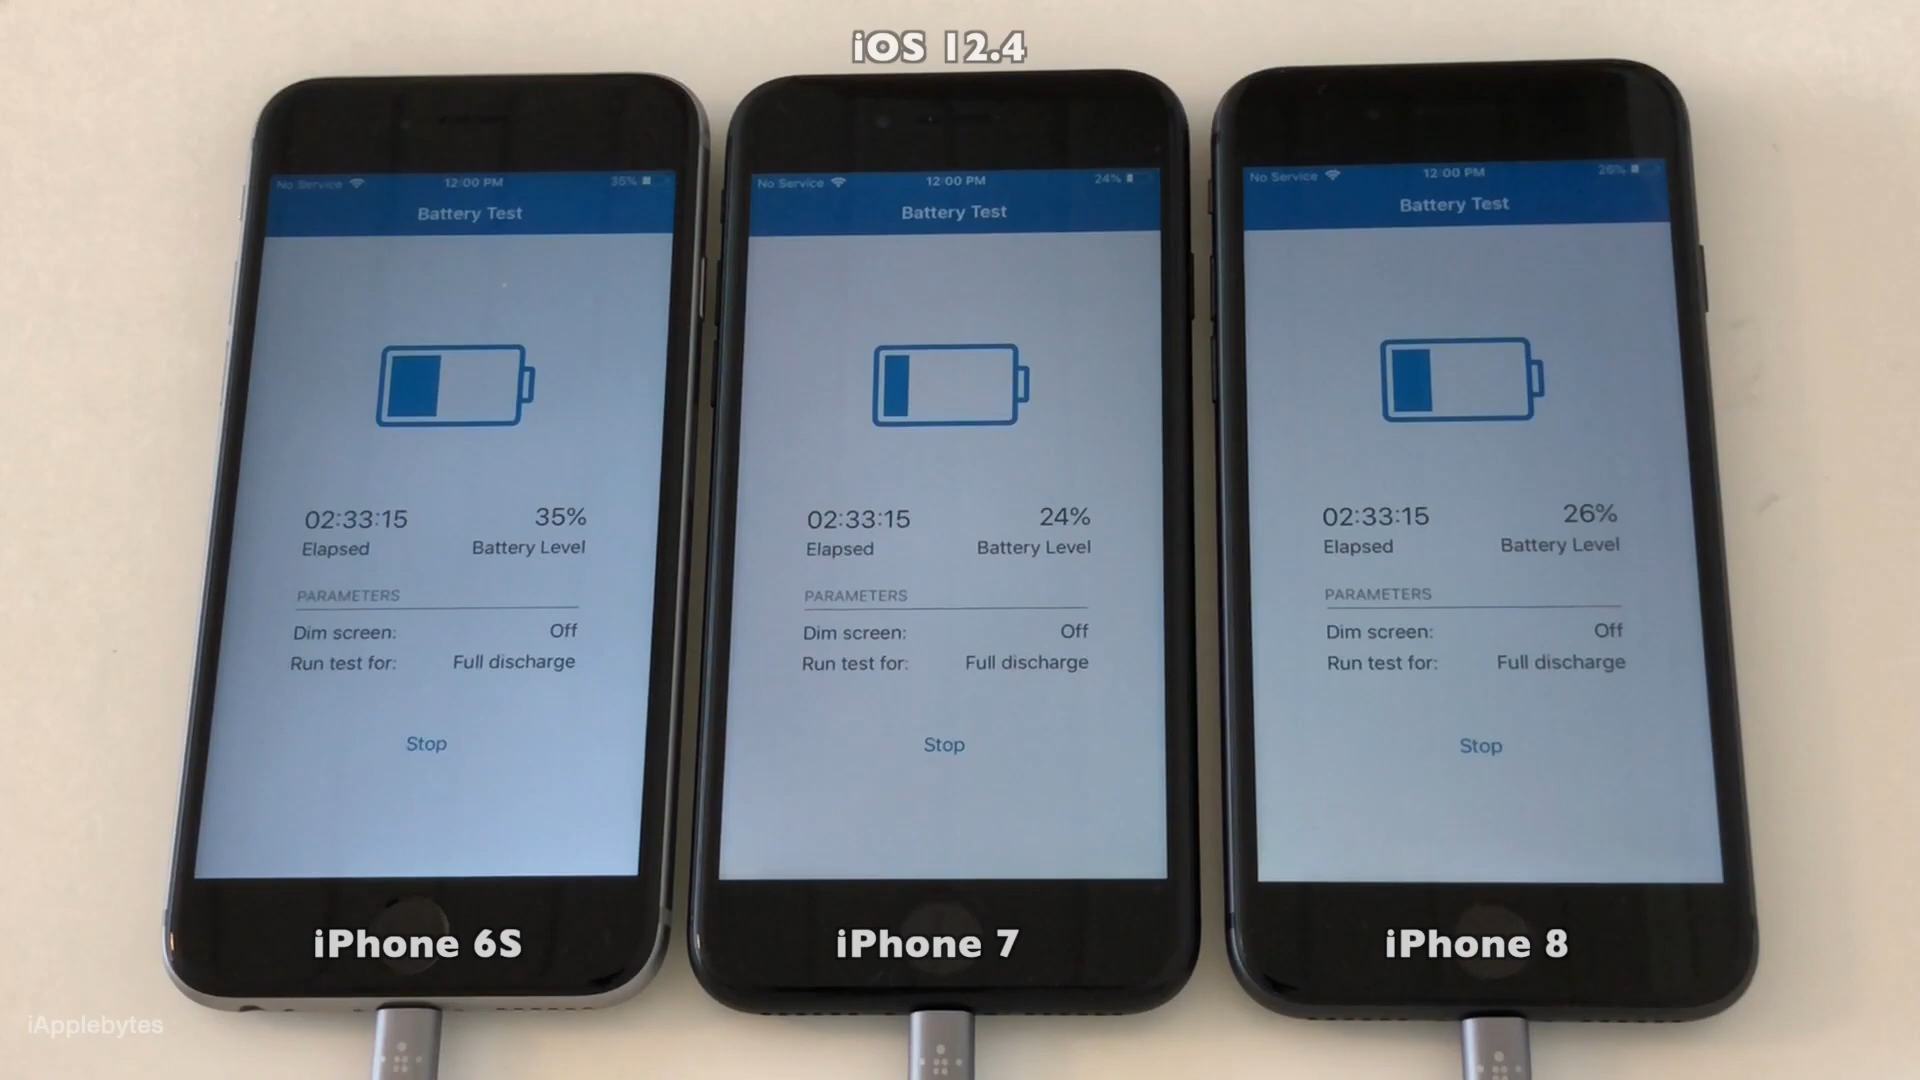 iOS 12.4
No Service 12:00 PM 35%
Battery Test
02:33:15 35%
Elapsed Battery Level
PARAMETERS
Dim screen: Off
Run test for: Full discharge
Stop
iPhone 6S
No Service 12:00 PM 24%
Battery Test
02:33:15 24%
Elapsed Battery Level
PARAMETERS
Dim screen: Off
Run test for: Full discharge
Stop
iPhone 7
No Service 12:00 PM 26%
Battery Test
02:33:15 26%
Elapsed Battery Level
PARAMETERS
Dim screen: Off
Run test for: Full discharge
Stop
iPhone 8
iApplebytes